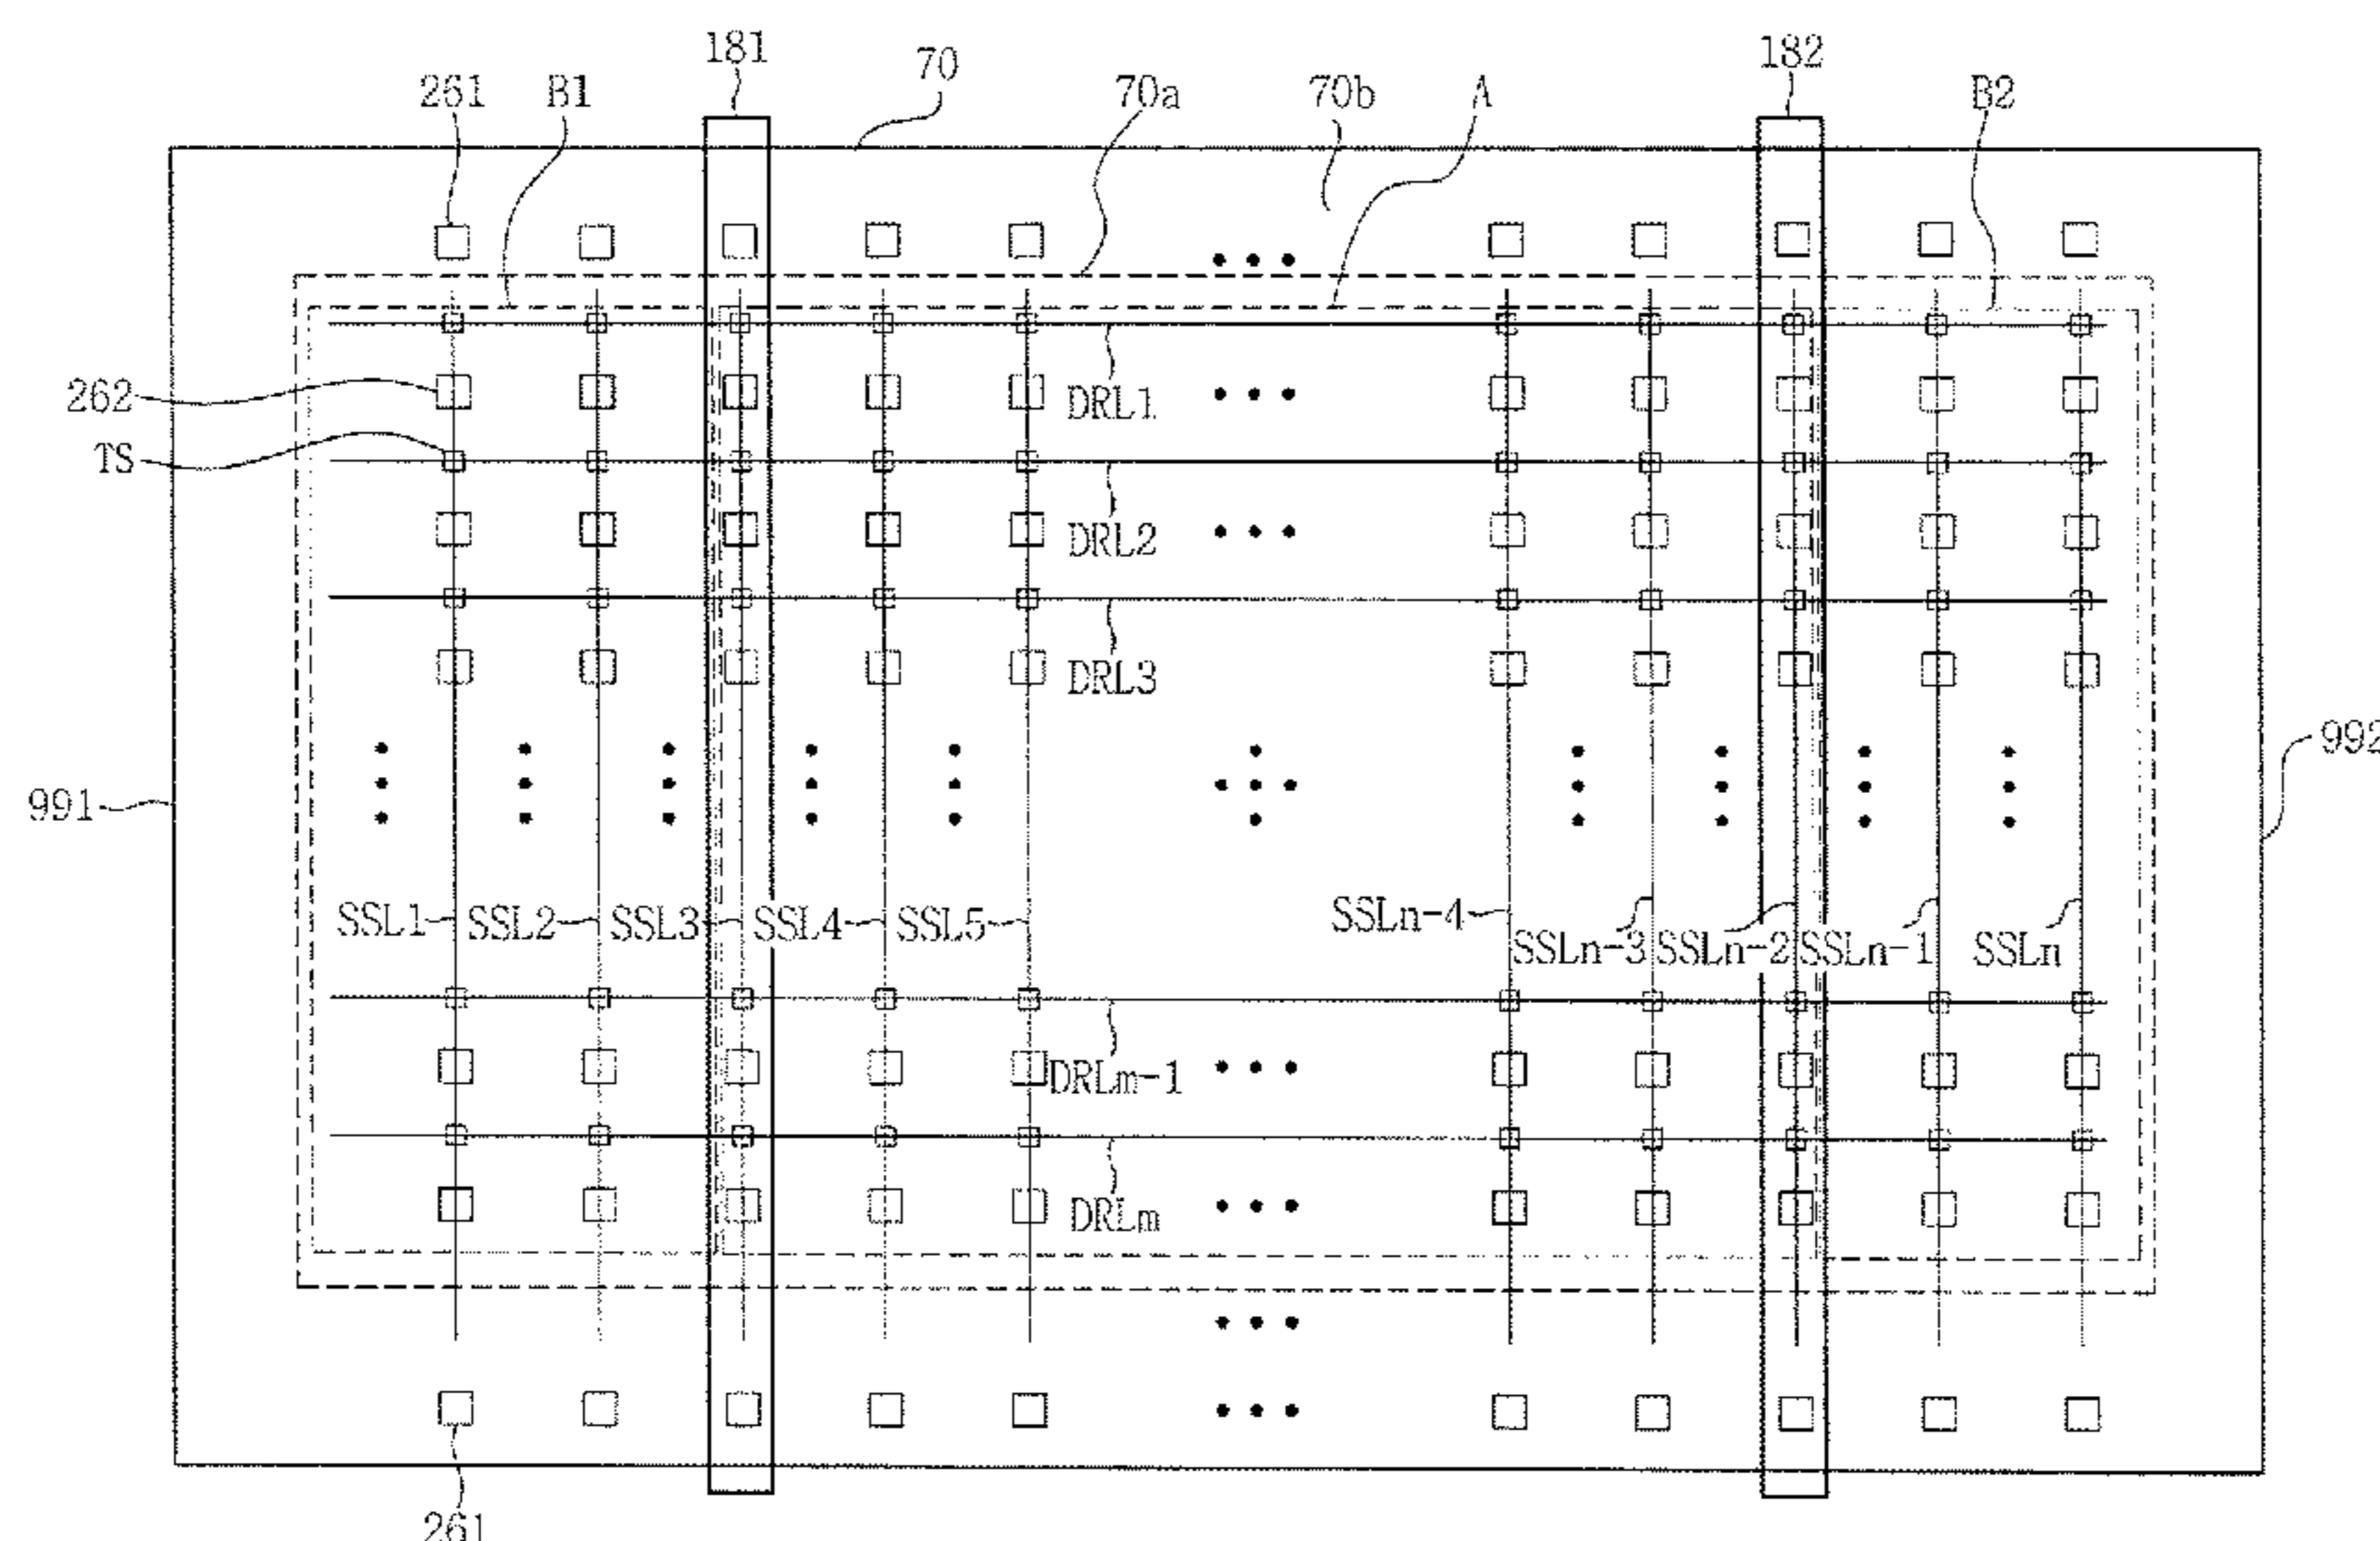 181
70
182
261
B1
70a
70b
A
B2
262
DRL1
TS
DRL2
DRL3
991
992
SSL1
SSL2
SSL3
SSL4
SSL5
SSLn-4
SSLn-3
SSLn-2
SSLn-1
SSLn
DRLm-1
DRLm
261